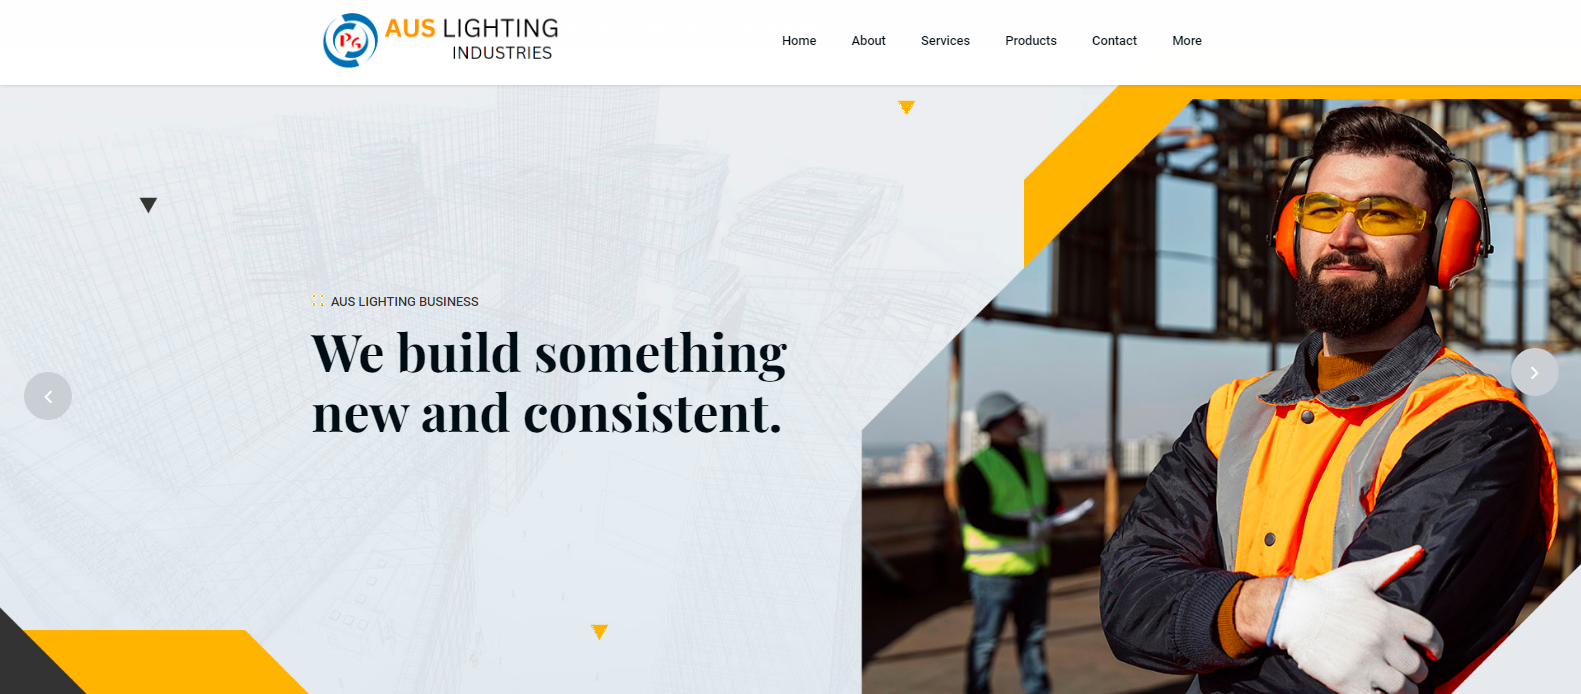 PG
AUS LIGHTING
INDUSTRIES
Home About Services Products Contact More
AUS LIGHTING BUSINESS
We build something
new and consistent.